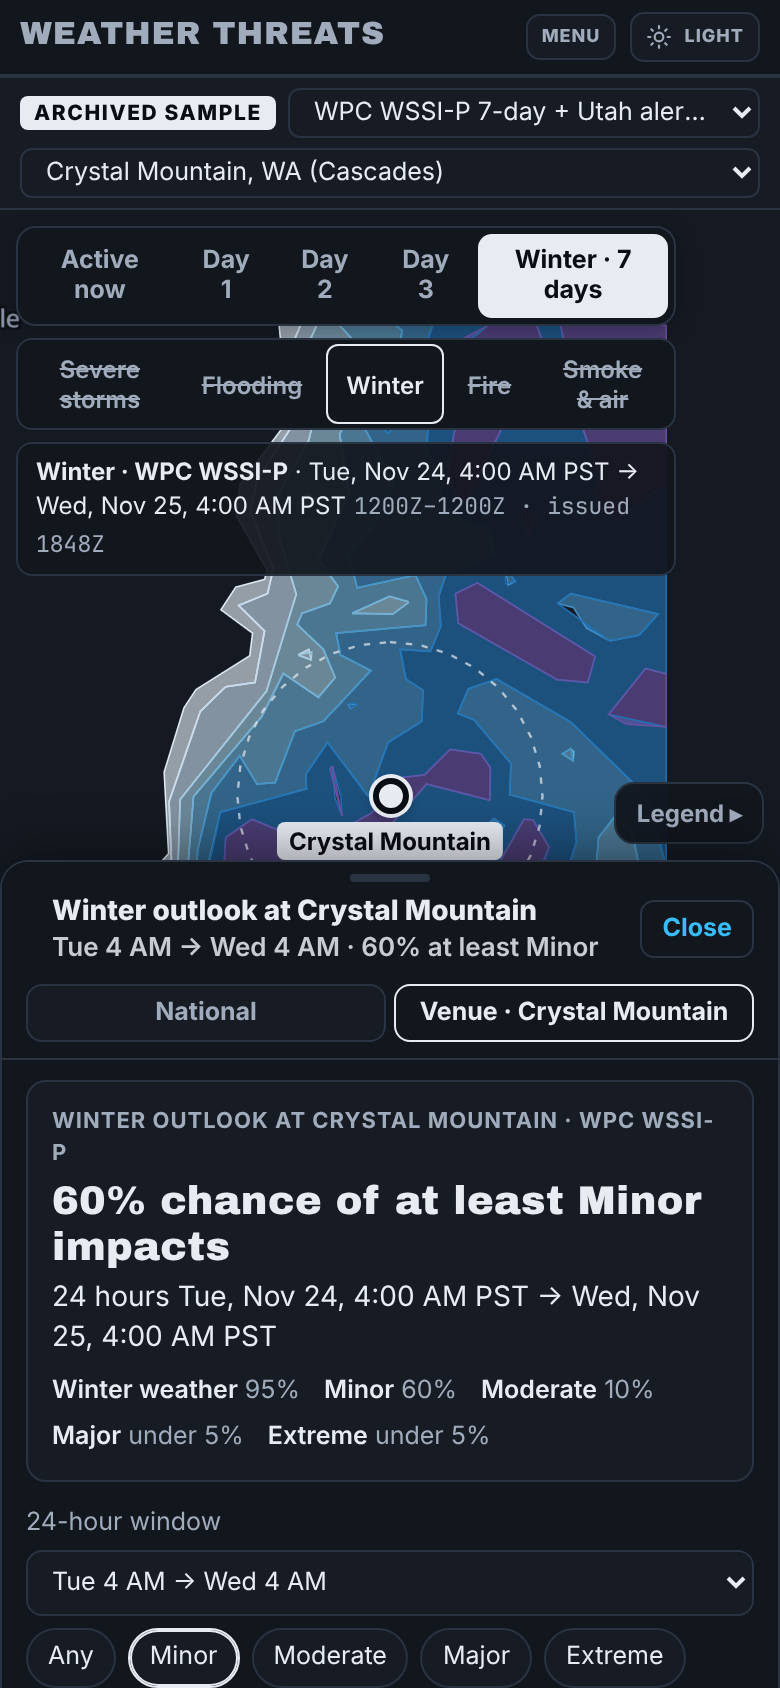 WEATHER THREATS
MENU
LIGHT
ARCHIVED SAMPLE
WPC WSSI-P 7-day + Utah aler...
Crystal Mountain, WA (Cascades)
Active now
Day 1
Day 2
Day 3
Winter · 7 days
le
Severe storms
Flooding
Winter
Fire
Smoke & air
Winter · WPC WSSI-P · Tue, Nov 24, 4:00 AM PST →
Wed, Nov 25, 4:00 AM PST 1200Z–1200Z · issued
1848Z
Legend ▸
Crystal Mountain
Winter outlook at Crystal Mountain
Tue 4 AM → Wed 4 AM · 60% at least Minor
Close
National
Venue · Crystal Mountain
WINTER OUTLOOK AT CRYSTAL MOUNTAIN · WPC WSSI-
P
60% chance of at least Minor
impacts
24 hours Tue, Nov 24, 4:00 AM PST → Wed, Nov
25, 4:00 AM PST
Winter weather 95% Minor 60% Moderate 10%
Major under 5% Extreme under 5%
24-hour window
Tue 4 AM → Wed 4 AM
Any
Minor
Moderate
Major
Extreme